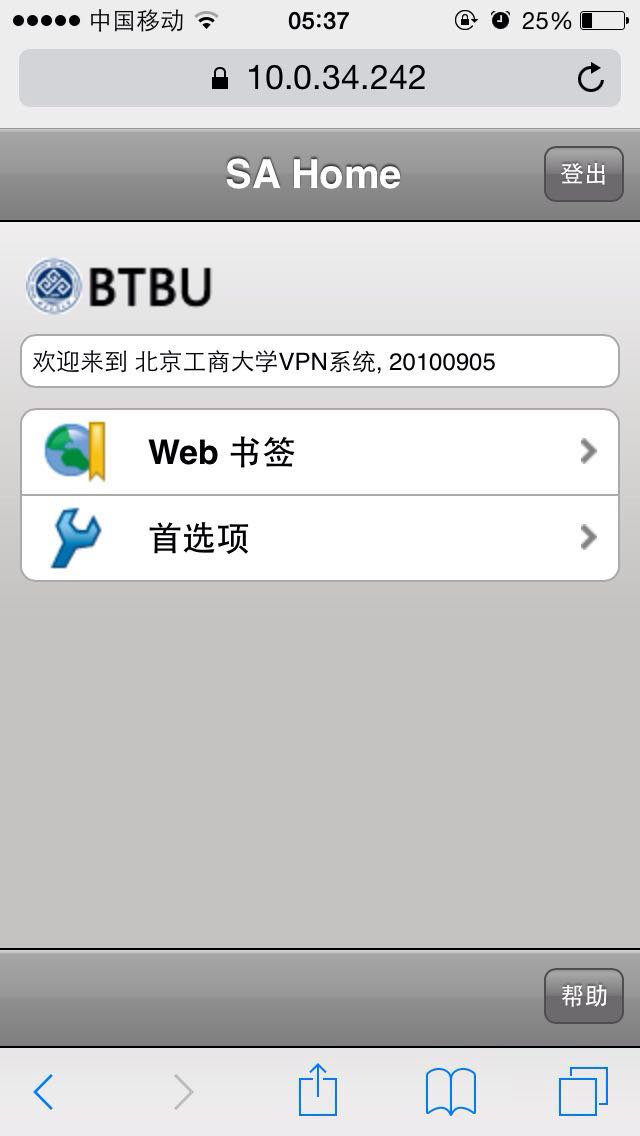 中国移动 05:37 25%
10.0.34.242
SA Home 登出
BTBU
欢迎来到 北京工商大学VPN系统, 20100905
Web 书签
首选项
帮助